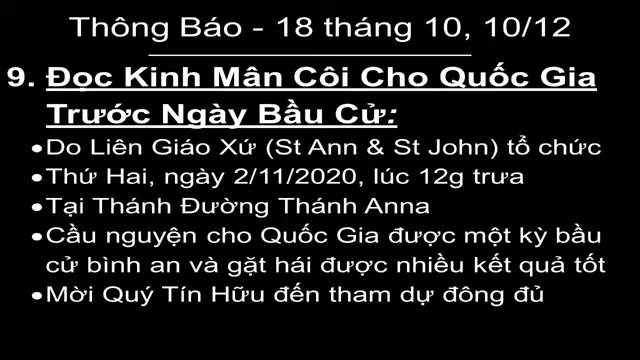 Thông Báo - 18 tháng 10, 10/12
9. Đọc Kinh Mân Côi Cho Quốc Gia
Trước Ngày Bầu Cử:
•Do Liên Giáo Xứ (St Ann & St John) tổ chức
•Thứ Hai, ngày 2/11/2020, lúc 12g trưa
•Tại Thánh Đường Thánh Anna
•Cầu nguyện cho Quốc Gia được một kỳ bầu
cử bình an và gặt hái được nhiều kết quả tốt
•Mời Quý Tín Hữu đến tham dự đông đủ